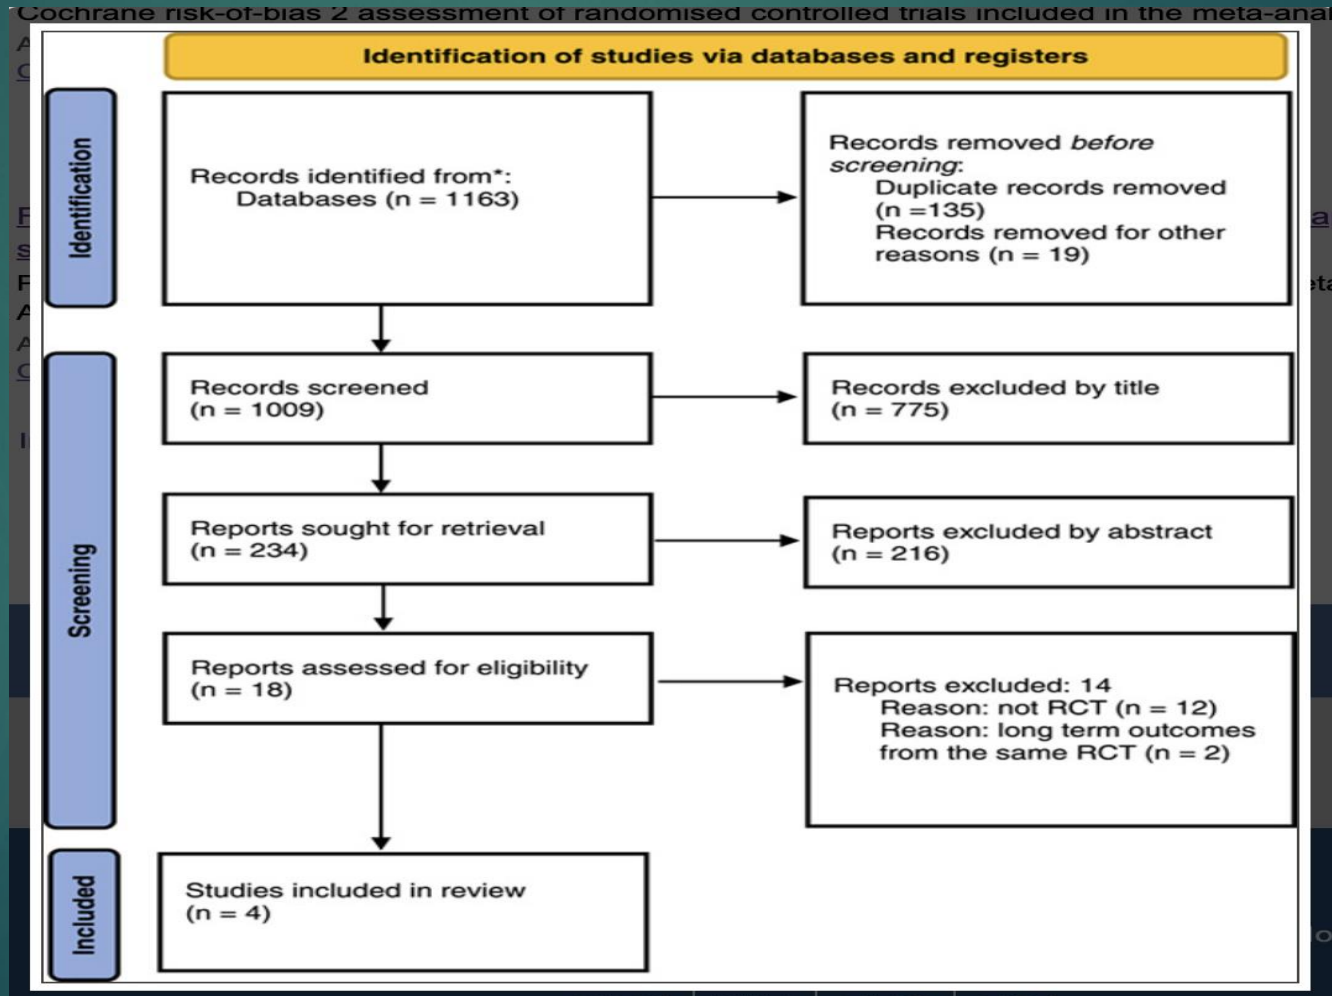 Cochrane risk-of-bias 2 assessment of randomised controlled trials included in the
Identification of studies via databases and registers
Identification
Records identified from*:
Databases (n = 1163)
Records removed before
screening:
Duplicate records removed
(n =135)
Records removed for other
reasons (n = 19)
Screening
Records screened
(n = 1009)
Records excluded by title
(n = 775)
Reports sought for retrieval
(n = 234)
Reports excluded by abstract
(n = 216)
Reports assessed for eligibility
(n = 18)
Reports excluded: 14
Reason: not RCT (n = 12)
Reason: long term outcomes
from the same RCT (n = 2)
Included
Studies included in review
(n = 4)